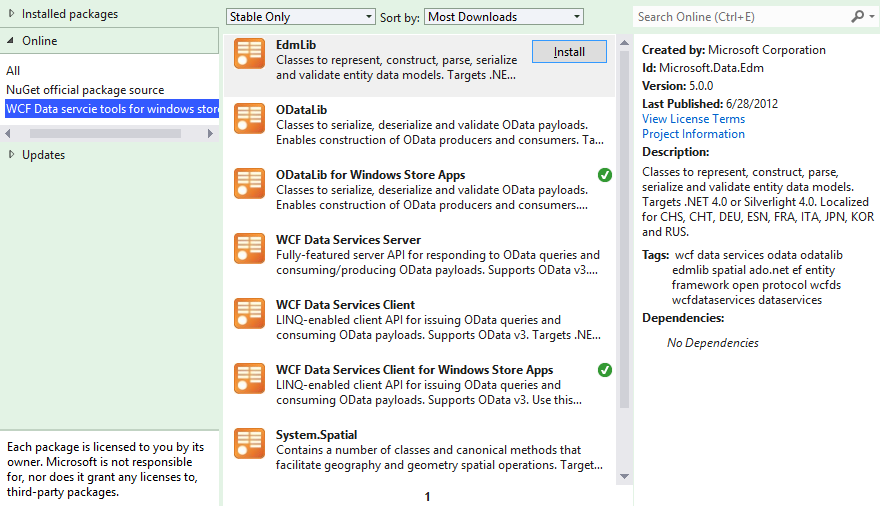 Installed packages
Online
All
NuGet official package source
WCF Data servcie tools for windows store
Updates
Each package is licensed to you by its
owner. Microsoft is not responsible
for, nor does it grant any licenses to,
third-party packages.
Stable Only
Sort by:
Most Downloads
EdmLib
Install
Classes to represent, construct, parse, serialize
and validate entity data models. Targets .NE...
ODataLib
Classes to serialize, deserialize and validate OData payloads.
Enables construction of OData producers and consumers. Ta...
ODataLib for Windows Store Apps
Classes to serialize, deserialize and validate OData payloads.
Enables construction of OData producers and consumers....
WCF Data Services Server
Fully-featured server API for responding to OData queries and
consuming/producing OData payloads. Supports OData v3....
WCF Data Services Client
LINQ-enabled client API for issuing OData queries and
consuming OData payloads. Supports OData v3. Targets .NE...
WCF Data Services Client for Windows Store Apps
LINQ-enabled client API for issuing OData queries and
consuming OData payloads. Supports OData v3. Use this...
System.Spatial
Contains a number of classes and canonical methods that
facilitate geography and geometry spatial operations. Target...
1
Search Online (Ctrl+E)
Created by: Microsoft Corporation
Id: Microsoft.Data.Edm
Version: 5.0.0
Last Published: 6/28/2012
View License Terms
Project Information
Description:
Classes to represent, construct, parse,
serialize and validate entity data models.
Targets .NET 4.0 or Silverlight 4.0. Localized
for CHS, CHT, DEU, ESN, FRA, ITA, JPN, KOR
and RUS.
Tags: wcf data services odata odatalib
edmlib spatial ado.net ef entity
framework open protocol wcfds
wcfdataservices dataservices
Dependencies:
No Dependencies